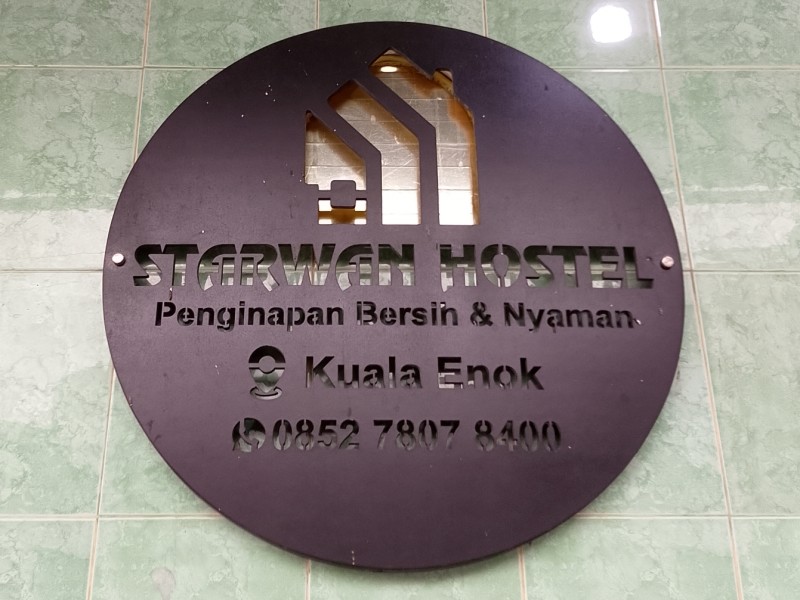 STARWAN HOSTEL
Penginapan Bersih & Nyaman
Kuala Enok
0852 7807 8400